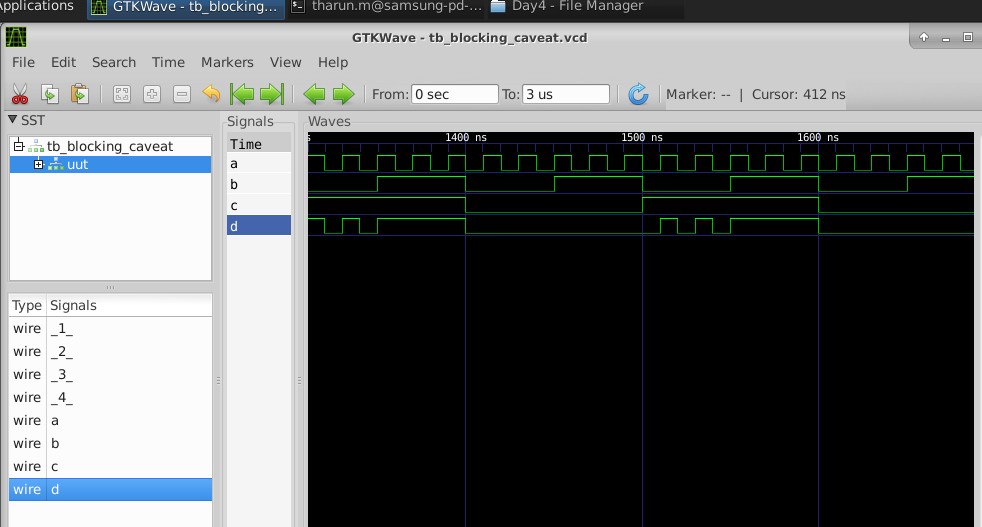 Applications GTKWave - tb_blocking... tharun.m@samsung-pd-... Day4 - File Manager
GTKWave - tb_blocking_caveat.vcd
File Edit Search Time Markers View Help
From: 0 sec To: 3 us Marker: -- | Cursor: 412 ns
SST
Signals
Waves
tb_blocking_caveat
uut
Time
s 1400 ns 1500 ns 1600 ns
a
b
c
d
Type Signals
wire _1_
wire _2_
wire _3_
wire _4_
wire a
wire b
wire c
wire d